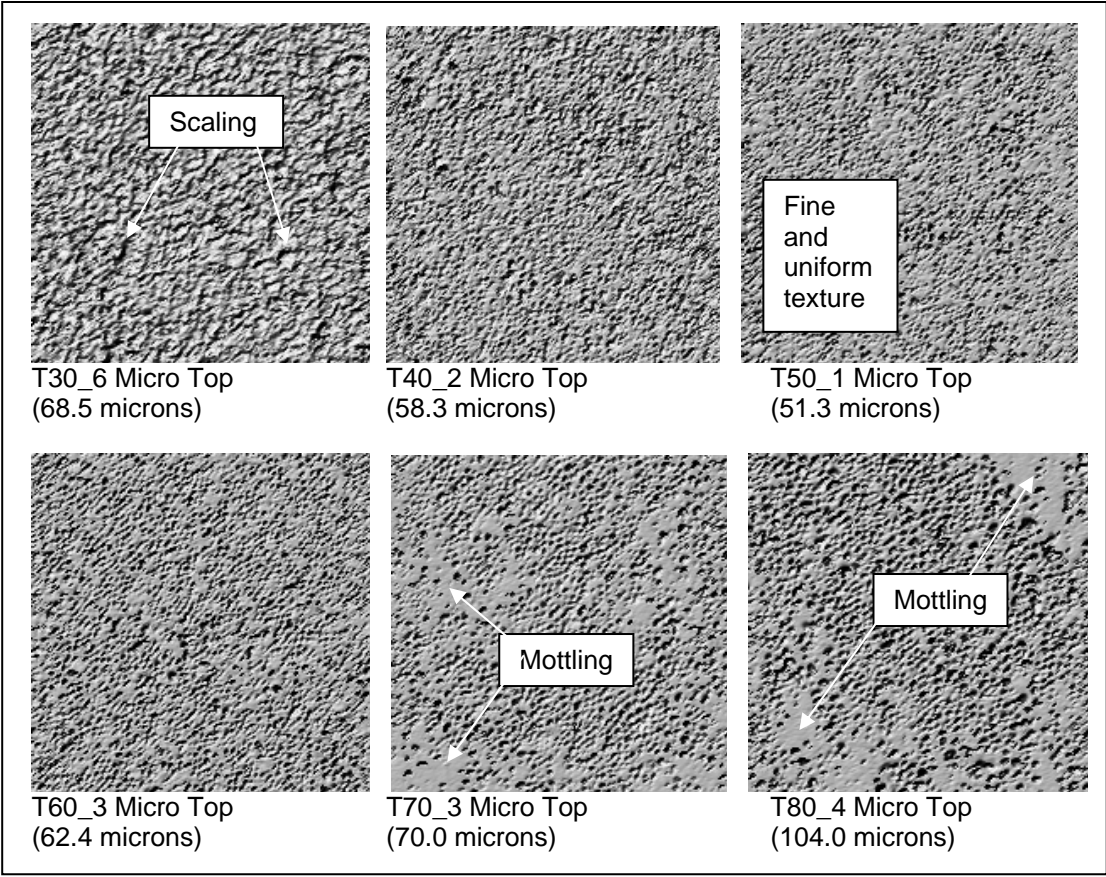 Scaling
Fine
and
uniform
texture
T30_6 Micro Top
(68.5 microns)
T40_2 Micro Top
(58.3 microns)
T50_1 Micro Top
(51.3 microns)
Mottling
Mottling
T60_3 Micro Top
(62.4 microns)
T70_3 Micro Top
(70.0 microns)
T80_4 Micro Top
(104.0 microns)